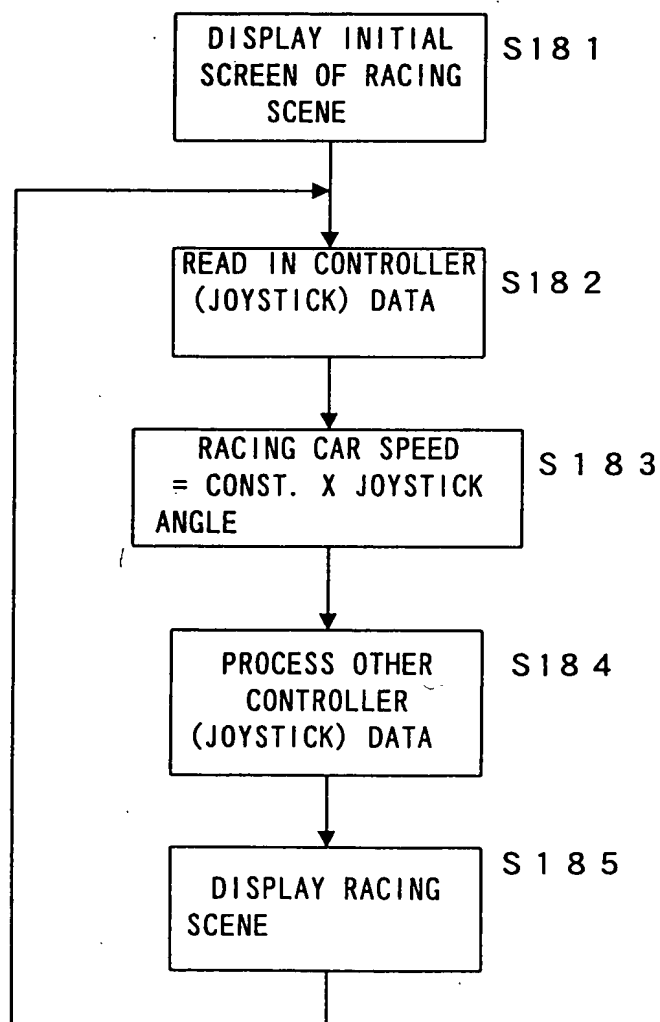 DISPLAY INITIAL
SCREEN OF RACING
SCENE
S181
READ IN CONTROLLER
(JOYSTICK) DATA
S182
RACING CAR SPEED
= CONST. X JOYSTICK
ANGLE
S183
PROCESS OTHER
CONTROLLER
(JOYSTICK) DATA
S184
DISPLAY RACING
SCENE
S185